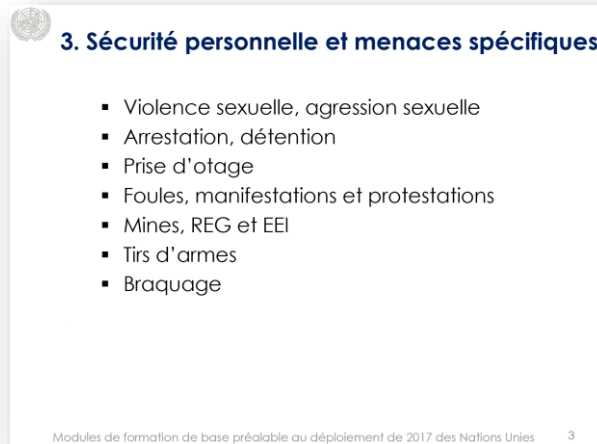 3. Sécurité personnelle et menaces spécifiques
▪ Violence sexuelle, agression sexuelle
▪ Arrestation, détention
▪ Prise d'otage
▪ Foules, manifestations et protestations
▪ Mines, REG et EEI
▪ Tirs d'armes
▪ Braquage
Modules de formation de base préalable au déploiement de 2017 des Nations Unies 3